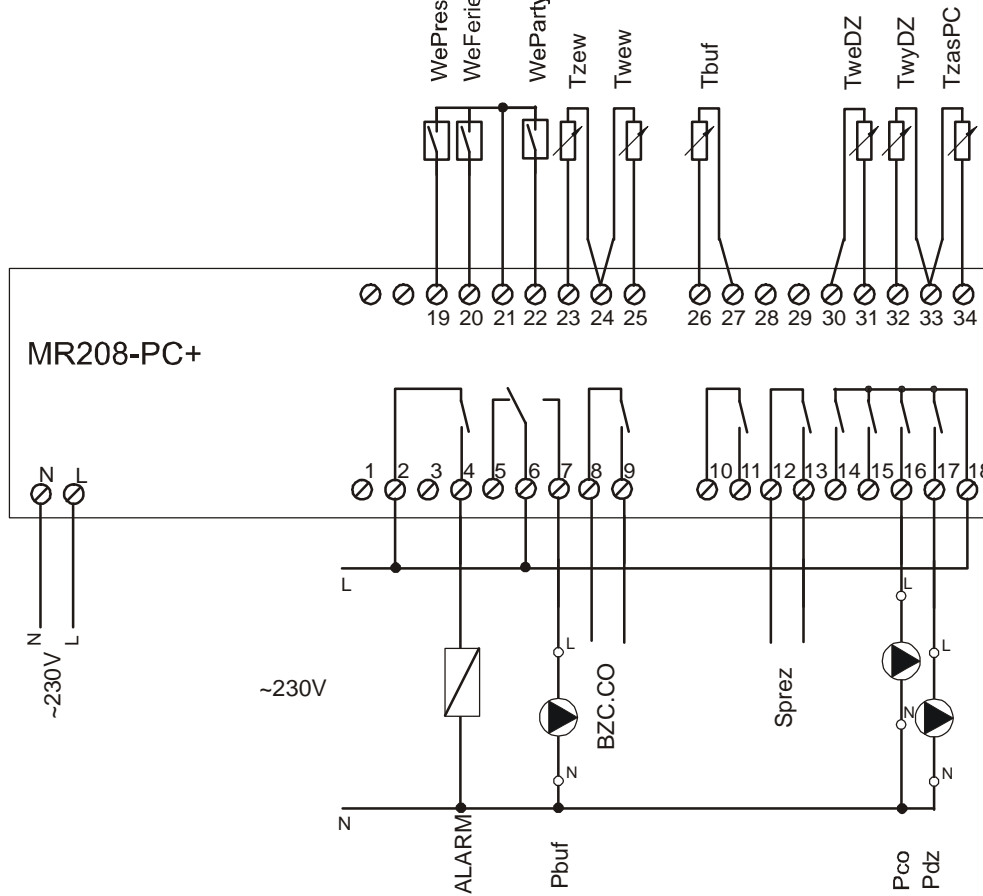 WePres
WeFerie
WeParty
Tzew
Twew
Tbuf
TweDZ
TwyDZ
TzasPC
19 20 21 22 23 24 25 26 27 28 29 30 31 32 33 34
MR208-PC+
N L
1 2 3 4 5 6 7 8 9 10 11 12 13 14 15 16 17 18
L
L
L
L
N
N
N
N L
~230V
~230V
BZC.CO
Sprez
N
ALARM
Pbuf
Pco
Pdz